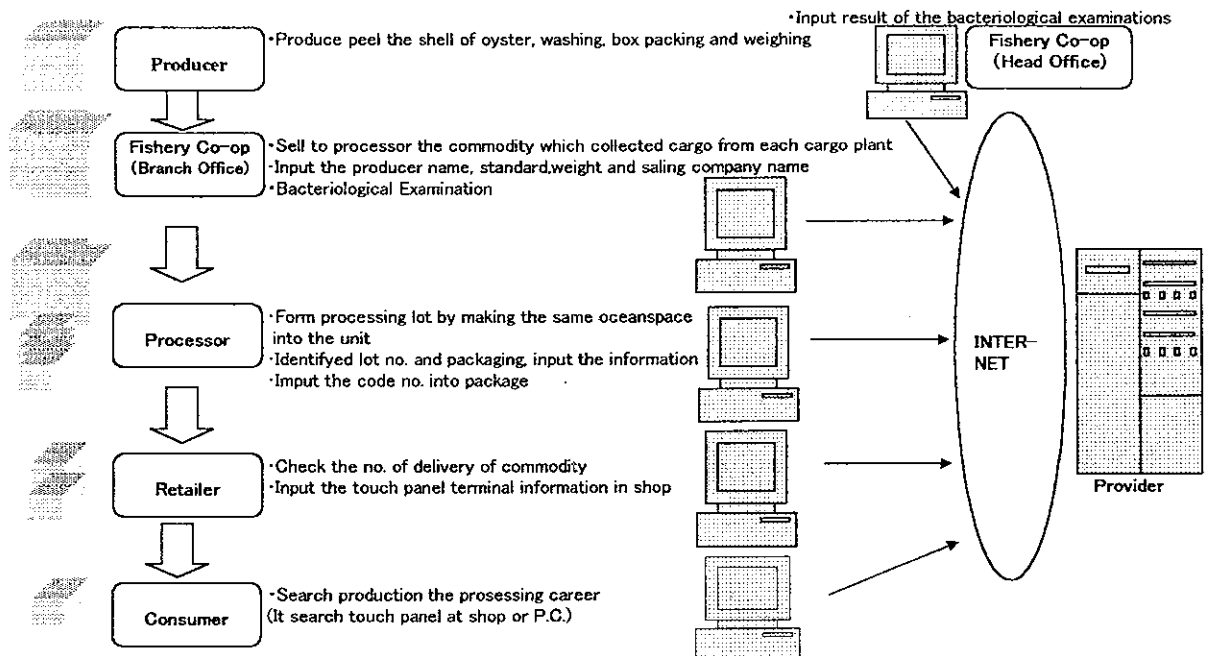 ·Input result of the bacteriological examinations
Fishery Co-op
(Head Office)
Producer
·Produce peel the shell of oyster, washing, box packing and weighing
Fishery Co-op
(Branch Office)
·Sell to processor the commodity which collected cargo from each cargo plant
·Input the producer name, standard,weight and saling company name
·Bacteriological Examination
Processor
·Form processing lot by making the same oceanspace
into the unit
·Identifyed lot no. and packaging, input the information
·Imput the code no. into package
Retailer
·Check the no. of delivery of commodity
·Input the touch panel terminal information in shop
Consumer
·Search production the prosessing career
(It search touch panel at shop or P.C.)
INTER-
NET
Provider